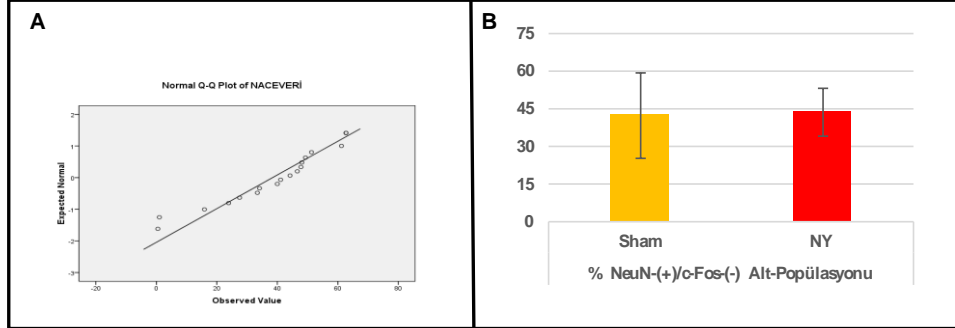 A
Normal Q-Q Plot of NACEVERİ
Expected Normal
2
1
0
-1
-2
-3
-20 0 20 40 60 80
Observed Value
B
75
60
45
30
15
0
Sham NY
% NeuN-(+)/c-Fos-(-) Alt-Popülasyonu